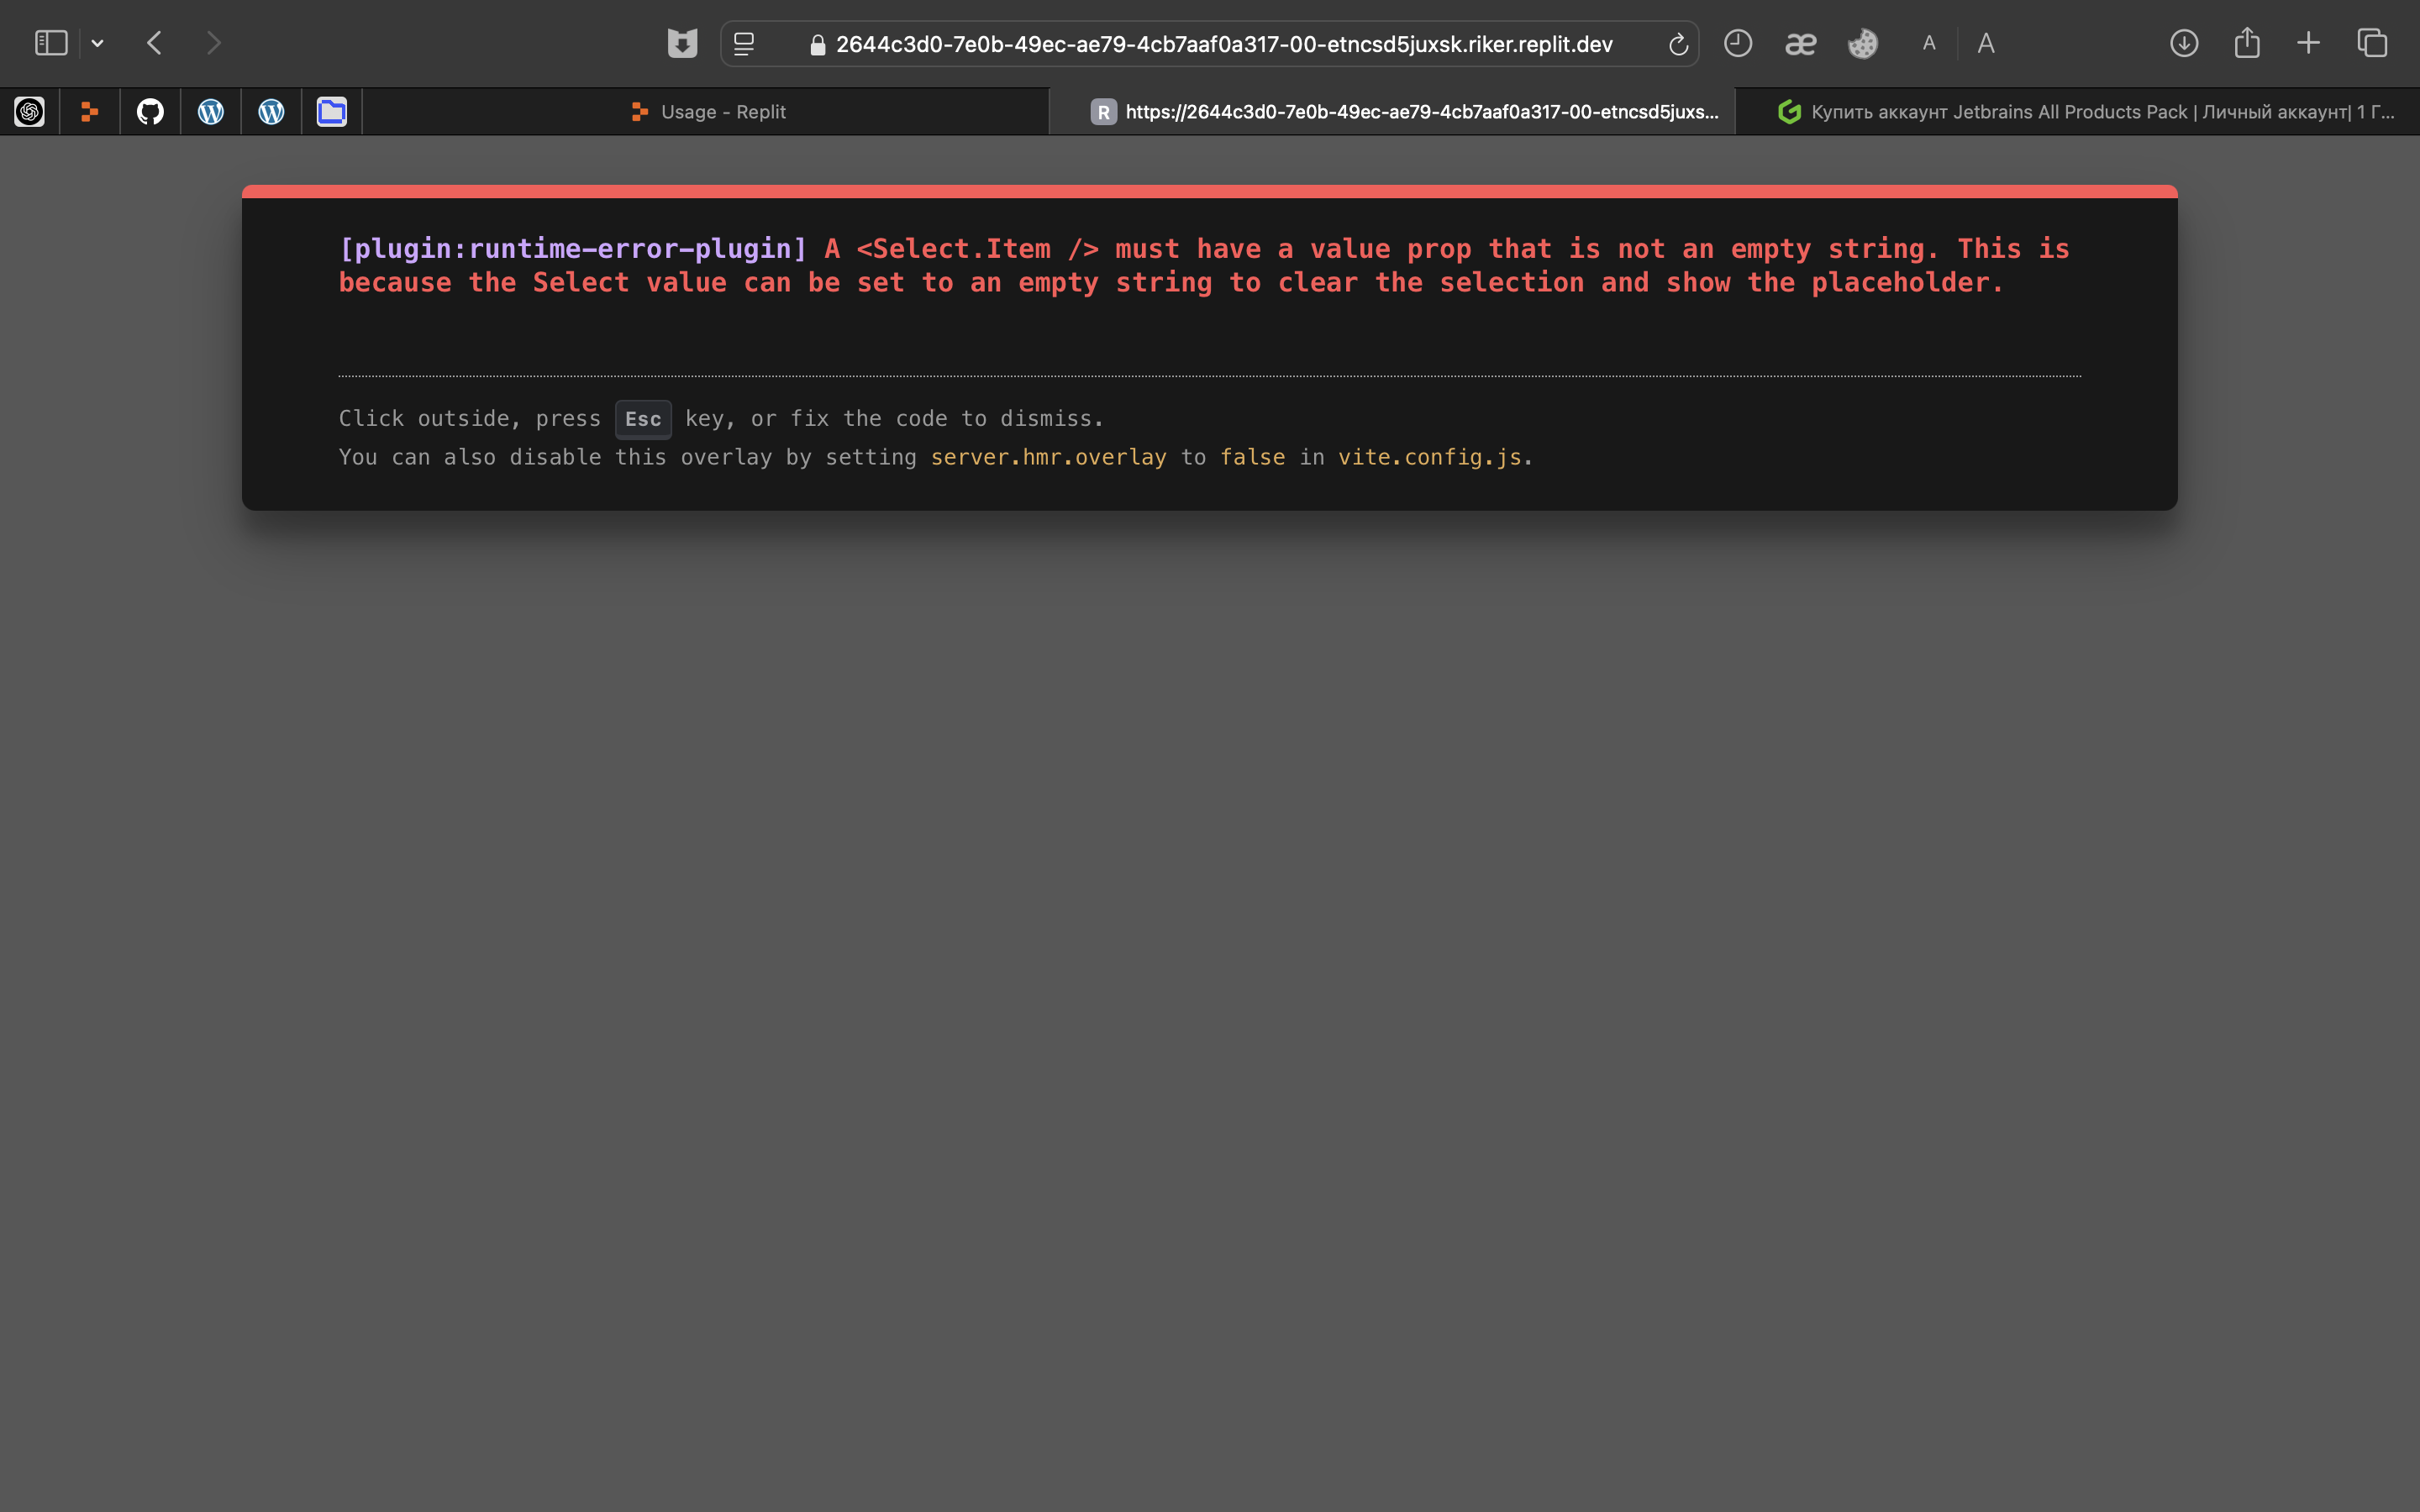 2644c3d0-7e0b-49ec-ae79-4cb7aaf0a317-00-etncsd5juxsk.riker.replit.dev
A A
Usage - Replit
R https://2644c3d0-7e0b-49ec-ae79-4cb7aaf0a317-00-etncsd5juxs...
Купить аккаунт Jetbrains All Products Pack | Личный аккаунт| 1 Г...
[plugin:runtime-error-plugin] A <Select.Item /> must have a value prop that is not an empty string. This is
because the Select value can be set to an empty string to clear the selection and show the placeholder.
Click outside, press Esc key, or fix the code to dismiss.
You can also disable this overlay by setting server.hmr.overlay to false in vite.config.js.